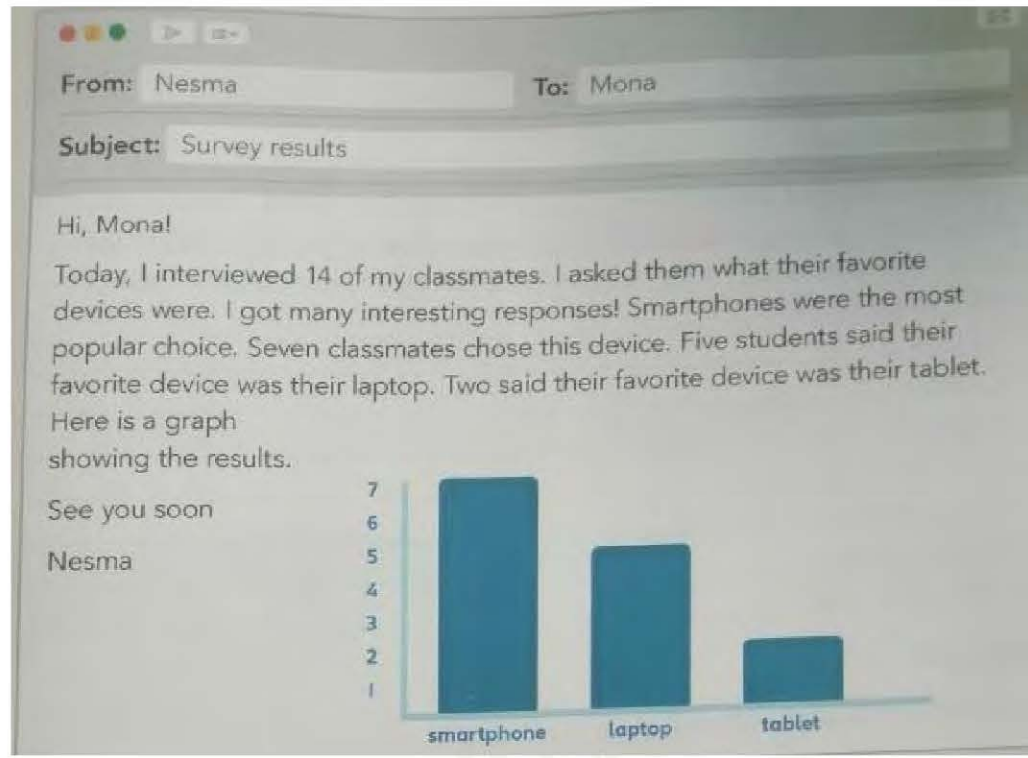 From: Nesma To: Mona
Subject: Survey results
Hi, Mona!
Today, I interviewed 14 of my classmates. I asked them what their favorite
devices were. I got many interesting responses! Smartphones were the most
popular choice. Seven classmates chose this device. Five students said their
favorite device was their laptop. Two said their favorite device was their tablet.
Here is a graph
showing the results.
See you soon
Nesma
7
6
5
4
3
2
1
smartphone laptop tablet